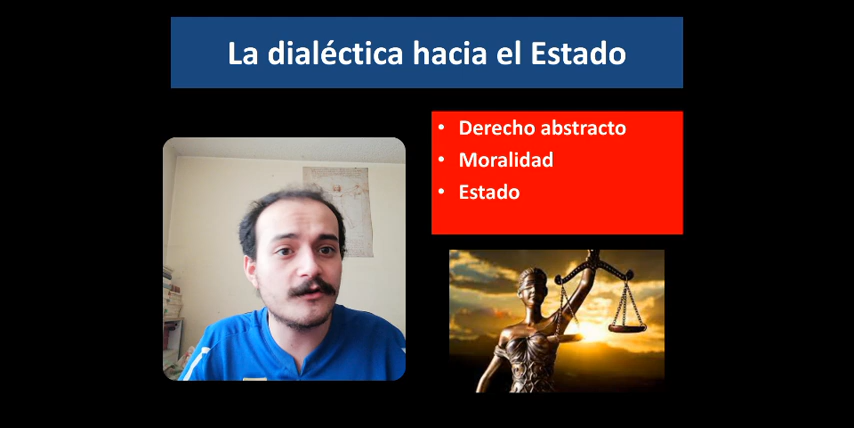 La dialéctica hacia el Estado
• Derecho abstracto
• Moralidad
• Estado